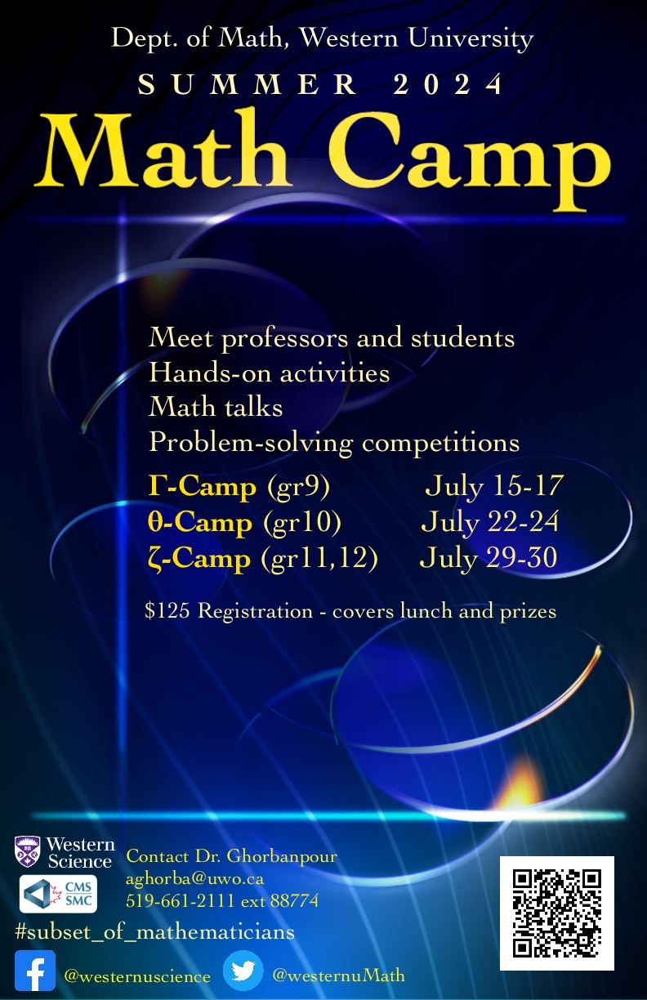 Dept. of Math, Western University
SUMMER 2024
Math Camp
Meet professors and students
Hands-on activities
Math talks
Problem-solving competitions
Γ-Camp (gr9) July 15-17
θ-Camp (gr10) July 22-24
ζ-Camp (gr11,12) July 29-30
$125 Registration - covers lunch and prizes
Western
Science
CMS
SMC
Contact Dr. Ghorbanpour
aghorba@uwo.ca
519-661-2111 ext 88774
#subset_of_mathematicians
@westernuscience @westernuMath